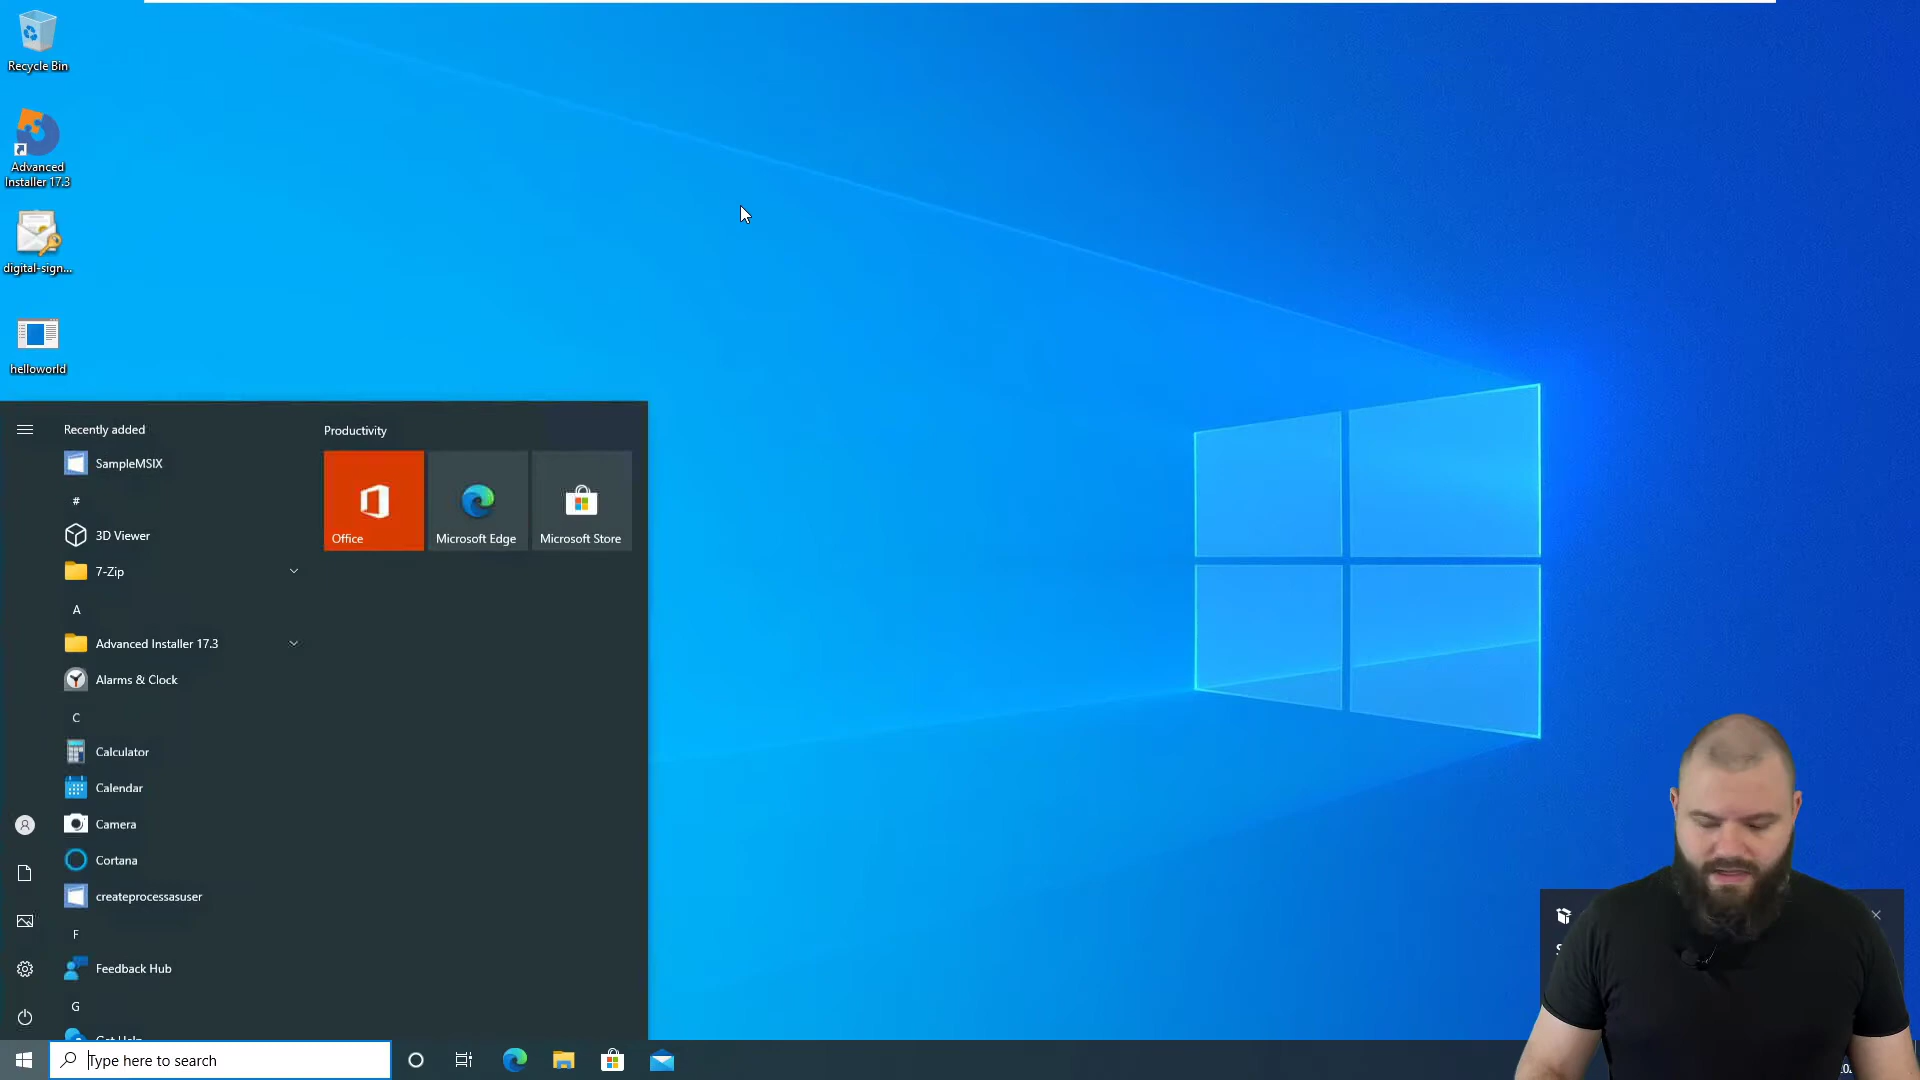 Recycle Bin
Advanced
Installer 17.3
digital-sign...
helloworld
Recently added
SampleMSIX
#
3D Viewer
7-Zip
A
Advanced Installer 17.3
Alarms & Clock
C
Calculator
Calendar
Camera
Cortana
createprocessasuser
F
Feedback Hub
G
Get Help
Productivity
Office
Microsoft Edge
Microsoft Store
Type here to search